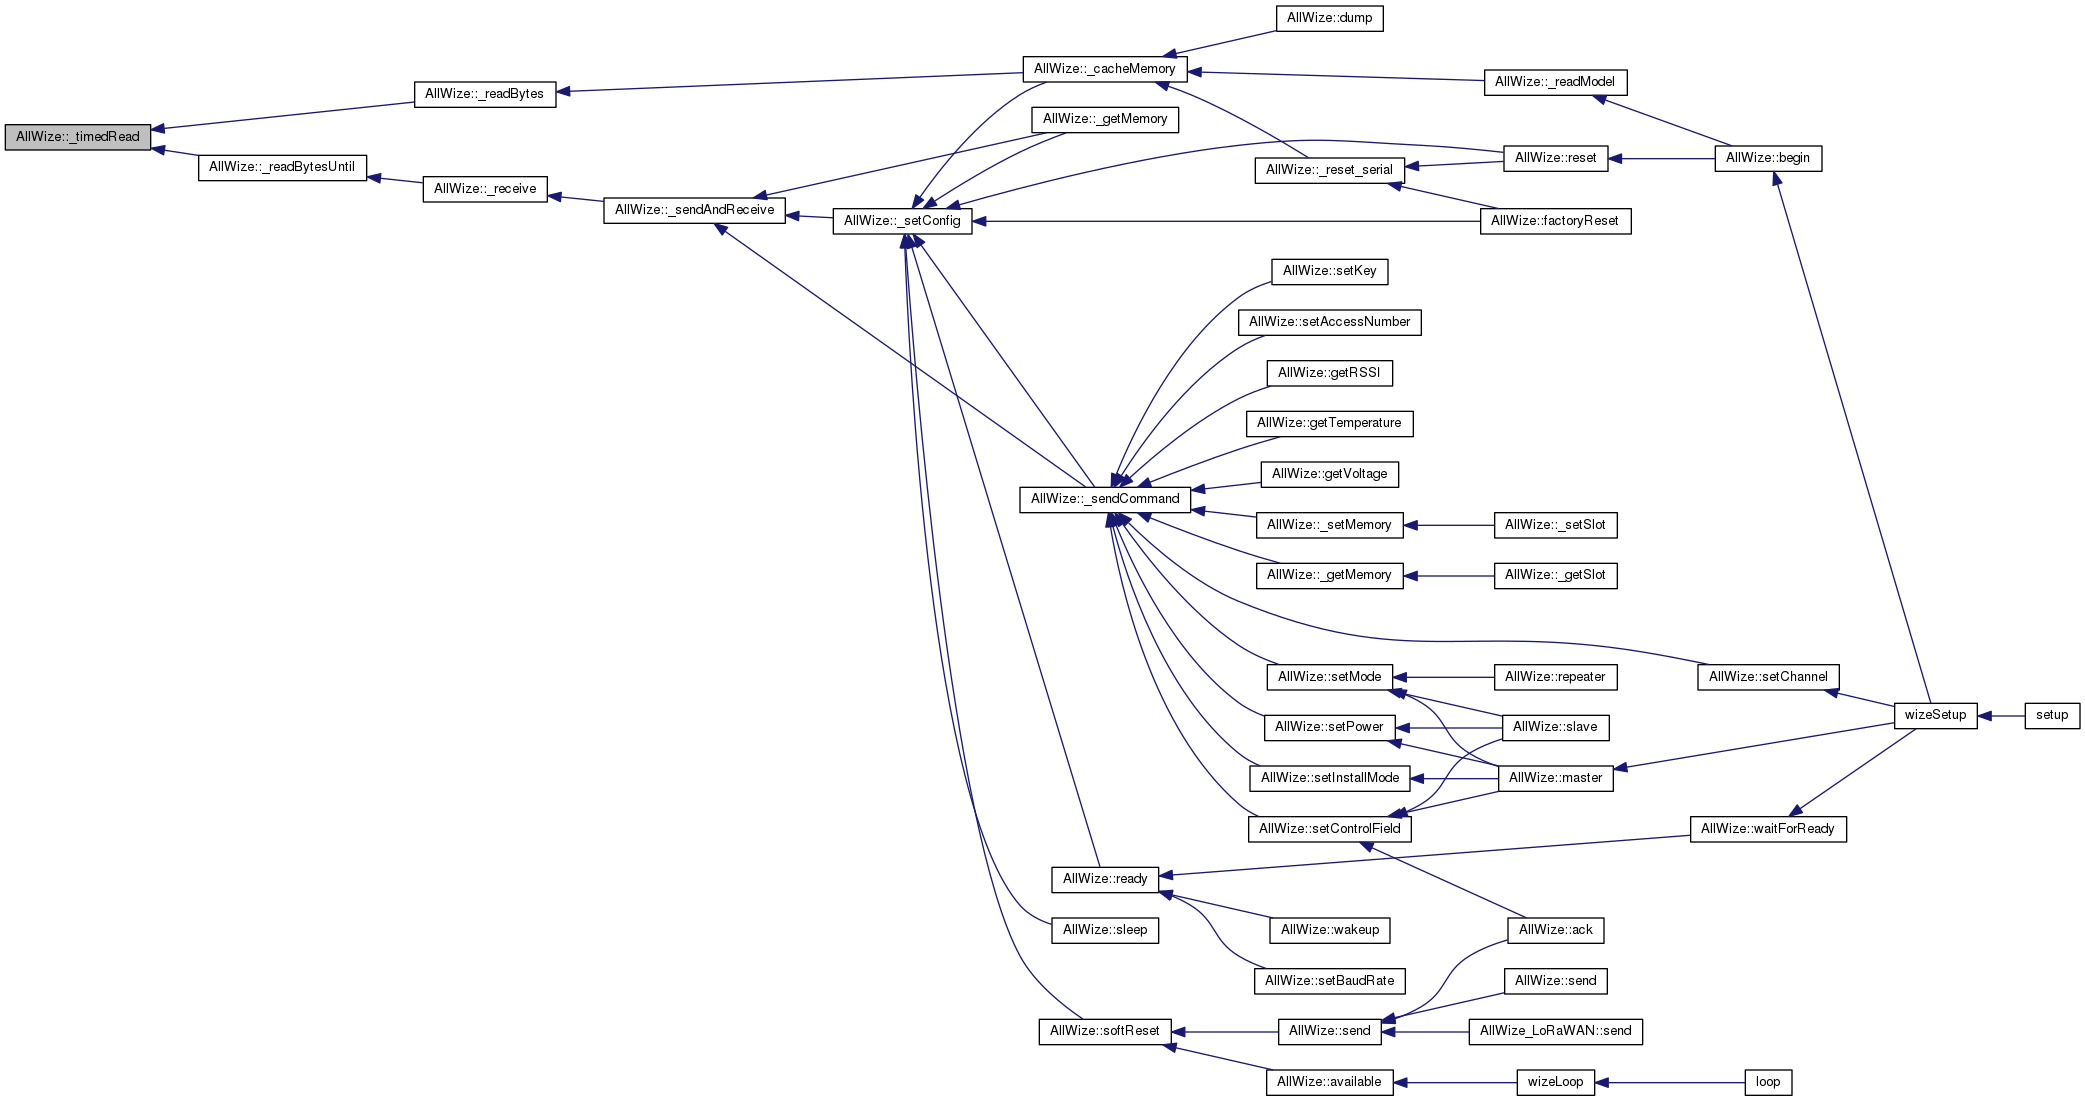 AllWize::dump
AllWize::_cacheMemory
AllWize::_readModel
AllWize::_readBytes
AllWize::_getMemory
AllWize::_timedRead
AllWize::reset
AllWize::begin
AllWize::_readBytesUntil
AllWize::_reset_serial
AllWize::_receive
AllWize::_sendAndReceive
AllWize::_setConfig
AllWize::factoryReset
AllWize::setKey
AllWize::setAccessNumber
AllWize::getRSSI
AllWize::getTemperature
AllWize::getVoltage
AllWize::_sendCommand
AllWize::_setMemory
AllWize::_setSlot
AllWize::_getMemory
AllWize::_getSlot
AllWize::setMode
AllWize::repeater
AllWize::setChannel
wizeSetup
setup
AllWize::setPower
AllWize::slave
AllWize::setInstallMode
AllWize::master
AllWize::setControlField
AllWize::waitForReady
AllWize::ready
AllWize::sleep
AllWize::wakeup
AllWize::ack
AllWize::setBaudRate
AllWize::send
AllWize::softReset
AllWize::send
AllWize_LoRaWAN::send
AllWize::available
wizeLoop
loop